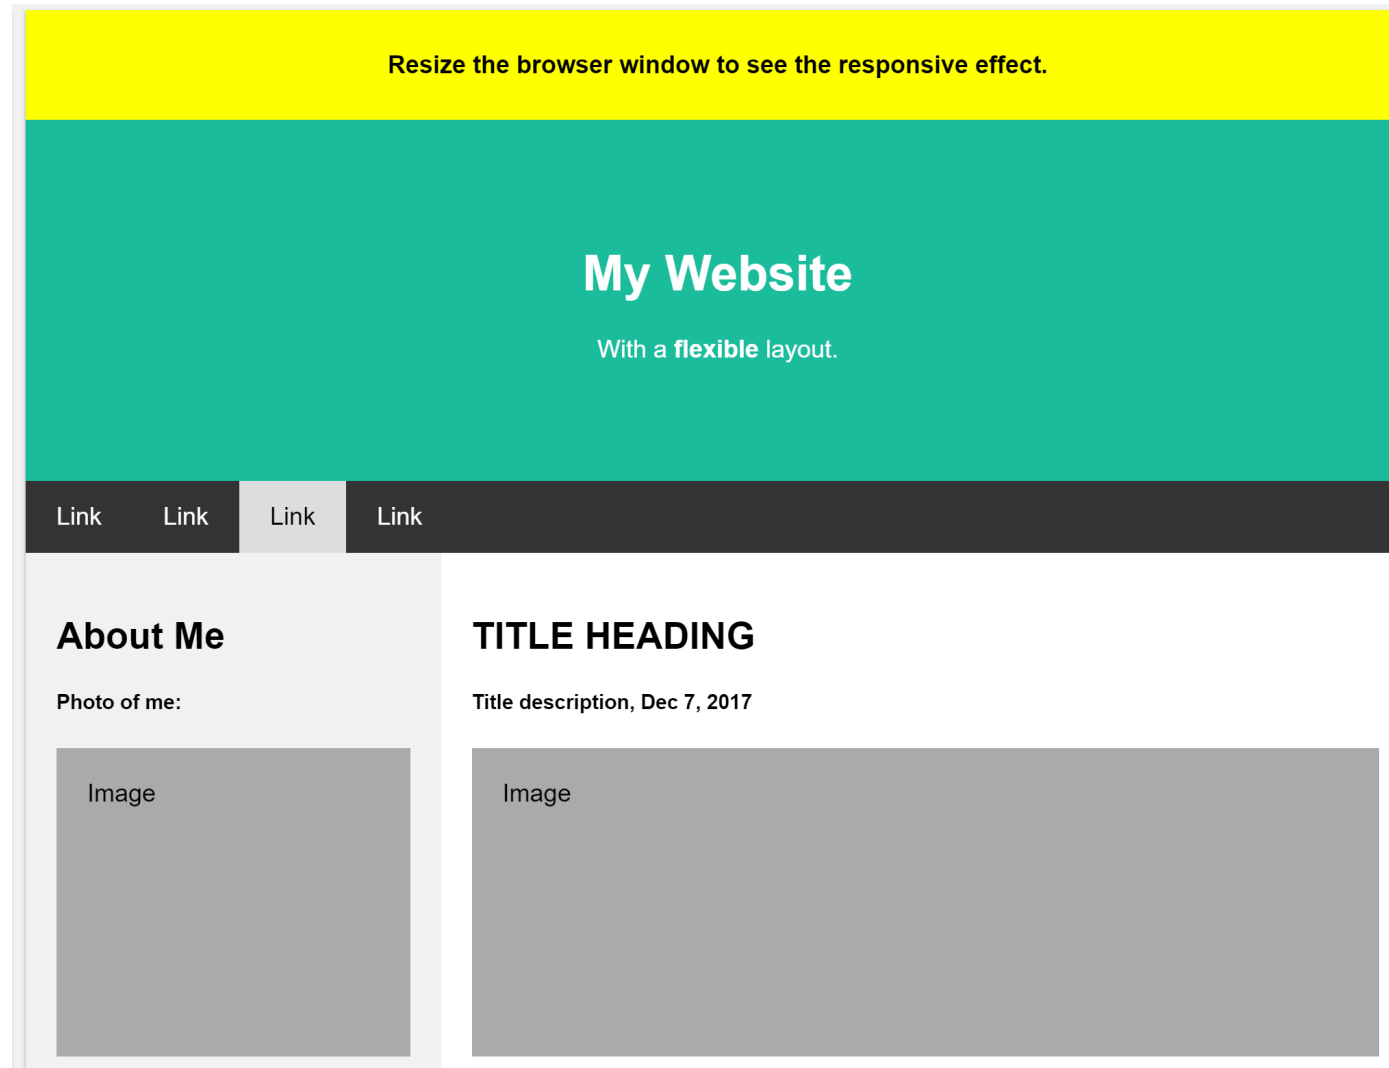 Resize the browser window to see the responsive effect.
My Website
With a flexible layout.
Link Link Link Link
About Me
Photo of me:
Image
TITLE HEADING
Title description, Dec 7, 2017
Image